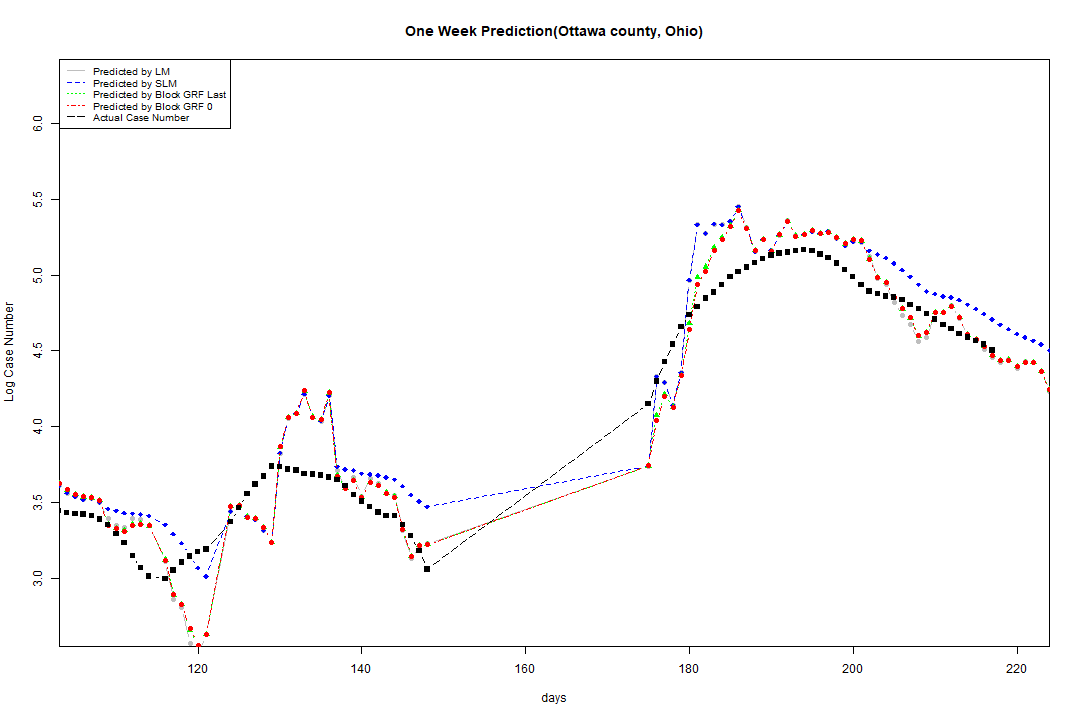 One Week Prediction(Ottawa county, Ohio)
Predicted by LM
Predicted by SLM
Predicted by Block GRF Last
Predicted by Block GRF 0
Actual Case Number
6.0
5.5
5.0
4.5
4.0
3.5
3.0
Log Case Number
120 140 160 180 200 220
days